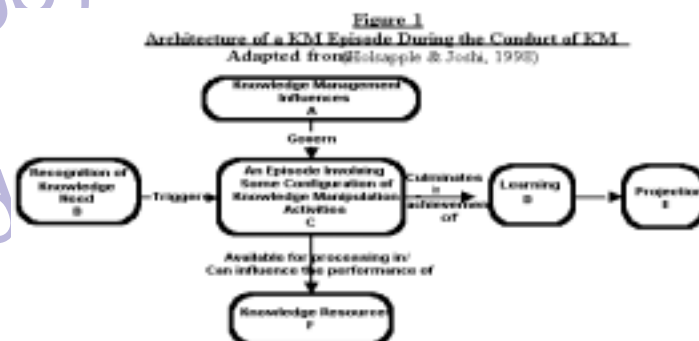 Figure 1
Architecture of a KM Episode During the Conduct of KM
Adapted from(Holsapple & Joshi, 1998)
Knowledge Management
Influences
A
Govern
Recognition of
Knowledge
Need
B
Triggers
An Episode Involving
Some Configuration of
Knowledge Manipulation
Activities
C
Culminates
achievement
of
Learning
D
Projection
E
Available for processing in/
Can influence the performance of
Knowledge Resources
F